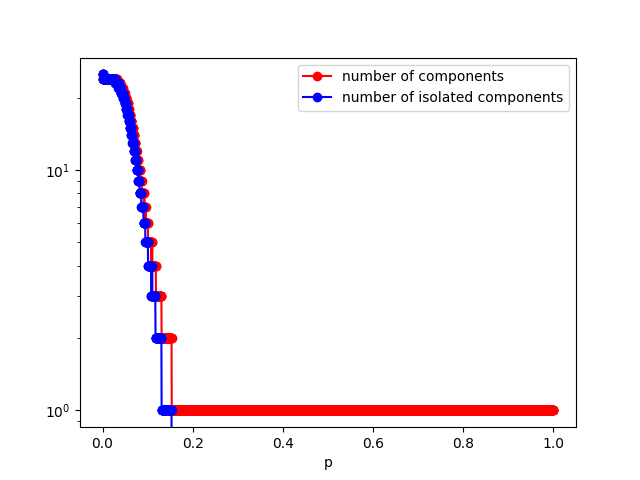 number of components
number of isolated components
10¹
10⁰
0.0 0.2 0.4 0.6 0.8 1.0
p